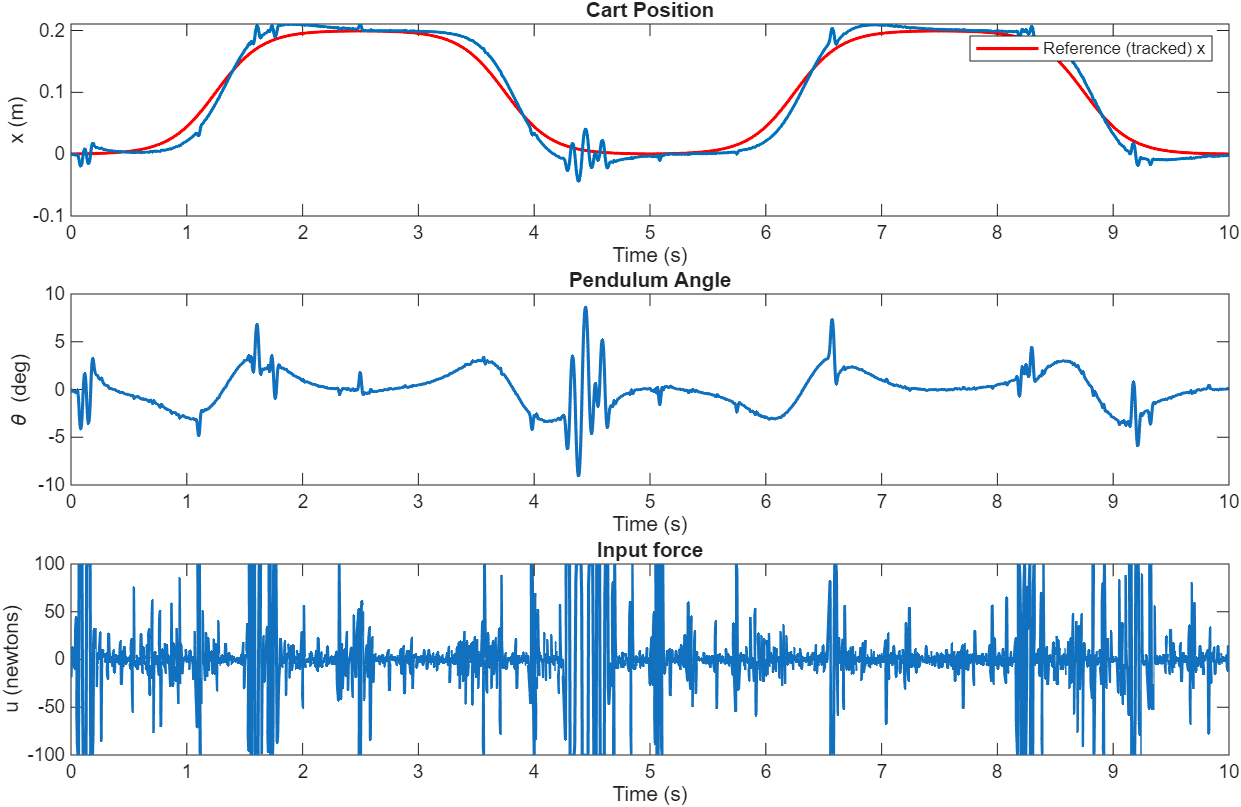 Cart Position
0.2
0.1
0
-0.1
x (m)
Reference (tracked) x
0 1 2 3 4 5 6 7 8 9 10
Time (s)
Pendulum Angle
10
5
0
-5
-10
θ (deg)
0 1 2 3 4 5 6 7 8 9 10
Time (s)
Input force
100
50
0
-50
-100
u (newtons)
0 1 2 3 4 5 6 7 8 9 10
Time (s)